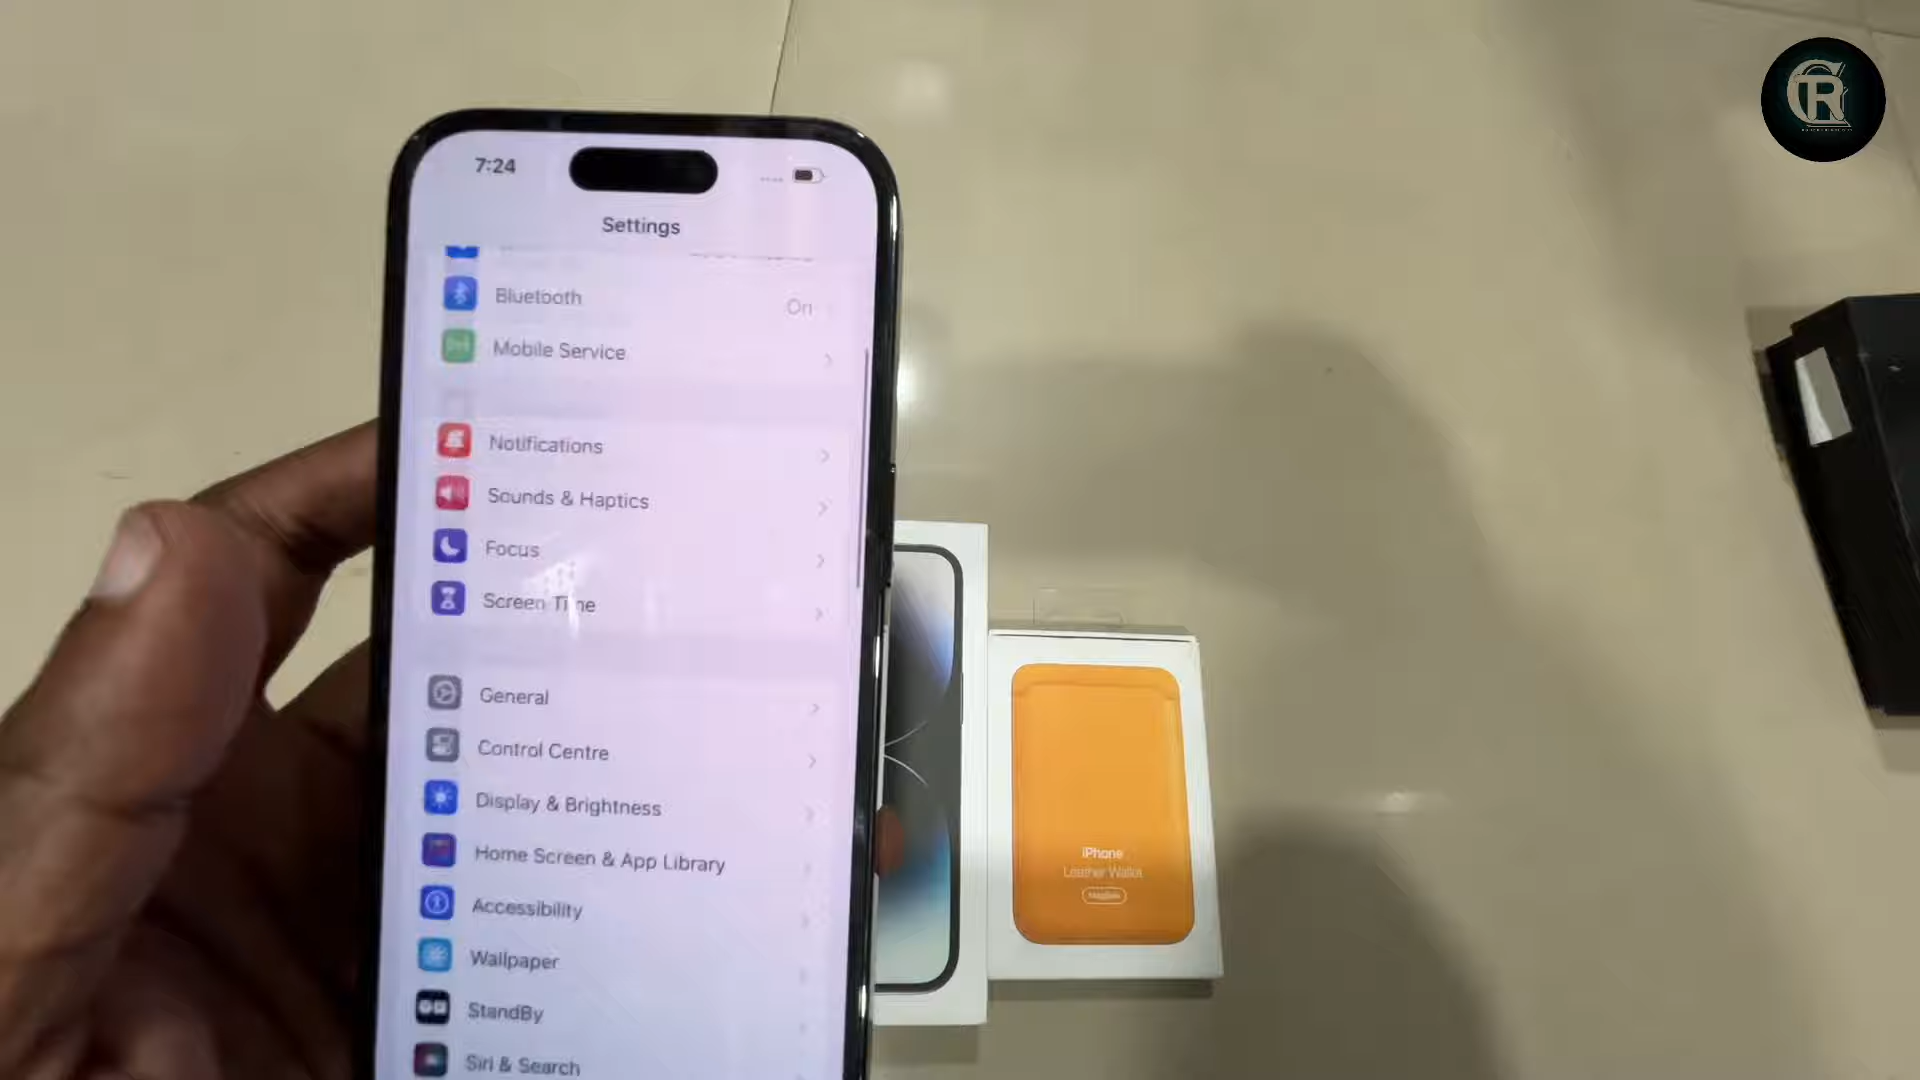 7:24
Settings
Bluetooth On
Mobile Service
Notifications
Sounds & Haptics
Focus
Screen Time
General
Control Centre
Display & Brightness
Home Screen & App Library
Accessibility
Wallpaper
StandBy
Siri & Search
iPhone
Leather Wallet